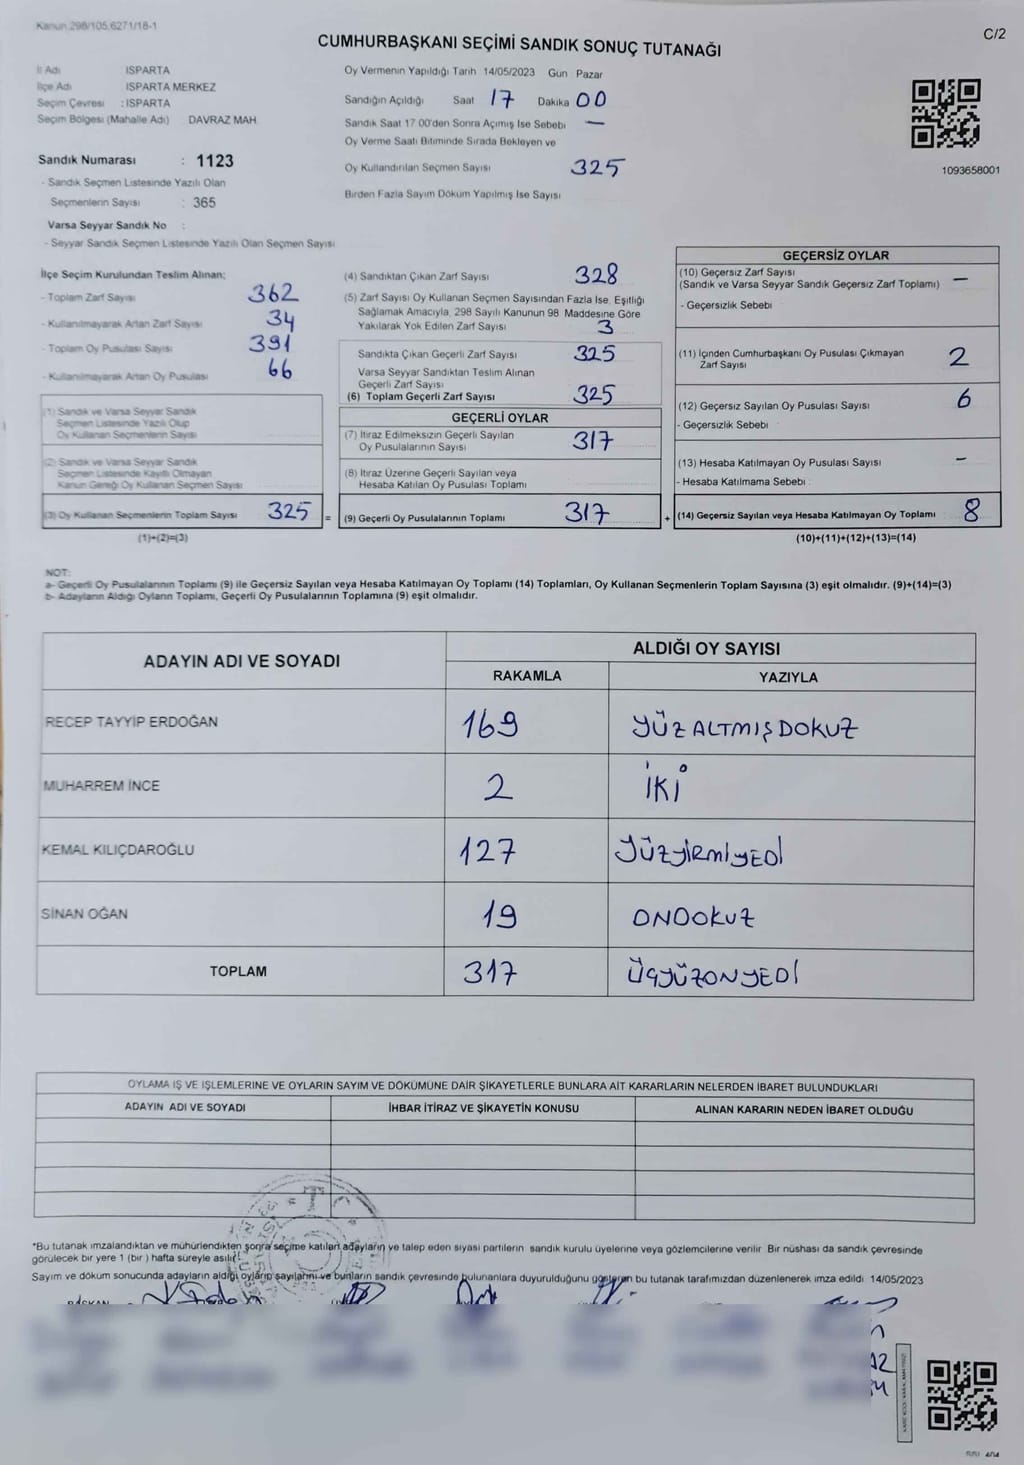 Kanun 298/105,6271/18-1
C/2
CUMHURBAŞKANI SEÇİMİ SANDIK SONUÇ TUTANAĞI
İl Adı : ISPARTA
İlçe Adı ISPARTA MERKEZ
Seçim Çevresi : ISPARTA
Seçim Bölgesi (Mahalle Adı) DAVRAZ MAH.
Sandık Numarası : 1123
- Sandık Seçmen Listesinde Yazılı Olan
Seçmenlerin Sayısı : 365
Varsa Seyyar Sandık No :
- Seyyar Sandık Seçmen Listesinde Yazılı Olan Seçmen Sayısı
Oy Vermenin Yapıldığı Tarih 14/05/2023 Gün Pazar
Sandığın Açıldığı Saat 17 Dakika 00
Sandık Saat 17:00'den Sonra Açılmış İse Sebebi —
Oy Verme Saati Bitiminde Sırada Bekleyen ve
Oy Kullandırılan Seçmen Sayısı 325
Birden Fazla Sayım Döküm Yapılmış İse Sayısı
1093658001
İlçe Seçim Kurulundan Teslim Alınan;
- Toplam Zarf Sayısı 362
- Kullanılmayarak Artan Zarf Sayısı 34
- Toplam Oy Pusulası Sayısı 391
- Kullanılmayarak Artan Oy Pusulası 66
(1) Sandık ve Varsa Seyyar Sandık
Seçmen Listesinde Yazılı Olup
Oy Kullanan Seçmenlerin Sayısı
(2) Sandık ve Varsa Seyyar Sandık
Seçmen Listesinde Kayıtlı Olmayan
Kanun Gereği Oy Kullanan Seçmen Sayısı
(3) Oy Kullanan Seçmenlerin Toplam Sayısı 325 =
(1)+(2)=(3)
(4) Sandıktan Çıkan Zarf Sayısı 328
(5) Zarf Sayısı Oy Kullanan Seçmen Sayısından Fazla İse, Eşitliği
Sağlamak Amacıyla, 298 Sayılı Kanunun 98. Maddesine Göre
Yakılarak Yok Edilen Zarf Sayısı 3
Sandıkta Çıkan Geçerli Zarf Sayısı 325
Varsa Seyyar Sandıktan Teslim Alınan
Geçerli Zarf Sayısı
(6) Toplam Geçerli Zarf Sayısı 325
GEÇERLİ OYLAR
(7) İtiraz Edilmeksizin Geçerli Sayılan
Oy Pusulalarının Sayısı 317
(8) İtiraz Üzerine Geçerli Sayılan veya
Hesaba Katılan Oy Pusulası Toplamı
(9) Geçerli Oy Pusulalarının Toplamı 317 +
GEÇERSİZ OYLAR
(10) Geçersiz Zarf Sayısı
(Sandık ve Varsa Seyyar Sandık Geçersiz Zarf Toplamı) —
- Geçersizlik Sebebi
(11) İçinden Cumhurbaşkanı Oy Pusulası Çıkmayan
Zarf Sayısı 2
(12) Geçersiz Sayılan Oy Pusulası Sayısı 6
- Geçersizlik Sebebi
(13) Hesaba Katılmayan Oy Pusulası Sayısı —
- Hesaba Katılmama Sebebi
(14) Geçersiz Sayılan veya Hesaba Katılmayan Oy Toplamı 8
(10)+(11)+(12)+(13)=(14)
NOT:
a- Geçerli Oy Pusulalarının Toplamı (9) ile Geçersiz Sayılan veya Hesaba Katılmayan Oy Toplamı (14) Toplamları, Oy Kullanan Seçmenlerin Toplam Sayısına (3) eşit olmalıdır. (9)+(14)=(3)
b- Adayların Aldığı Oyların Toplamı, Geçerli Oy Pusulalarının Toplamına (9) eşit olmalıdır.
ADAYIN ADI VE SOYADI
ALDIĞI OY SAYISI
RAKAMLA YAZIYLA
RECEP TAYYİP ERDOĞAN 169 YÜZALTMIŞDOKUZ
MUHARREM İNCE 2 İKİ
KEMAL KILIÇDAROĞLU 127 YÜZYİRMİYEDİ
SİNAN OĞAN 19 ONDOKUZ
TOPLAM 317 ÜÇYÜZONYEDİ
OYLAMA İŞ VE İŞLEMLERİNE VE OYLARIN SAYIM VE DÖKÜMÜNE DAİR ŞİKAYETLERLE BUNLARA AİT KARARLARIN NELERDEN İBARET BULUNDUKLARI
ADAYIN ADI VE SOYADI İHBAR İTİRAZ VE ŞİKAYETİN KONUSU ALINAN KARARIN NEDEN İBARET OLDUĞU
*Bu tutanak imzalandıktan ve mühürlendikten sonra seçime katılan adayların ve talep eden siyasi partilerin sandık kurulu üyelerine veya gözlemcilerine verilir. Bir nüshası da sandık çevresinde
görülecek bir yere 1 (bir) hafta süreyle asılır.
Sayım ve döküm sonucunda adayların aldığı oyların sayılarını ve bunların sandık çevresinde bulunanlara duyurulduğunu gösteren bu tutanak tarafımızdan düzenlenerek imza edildi. 14/05/2023
BAŞKAN